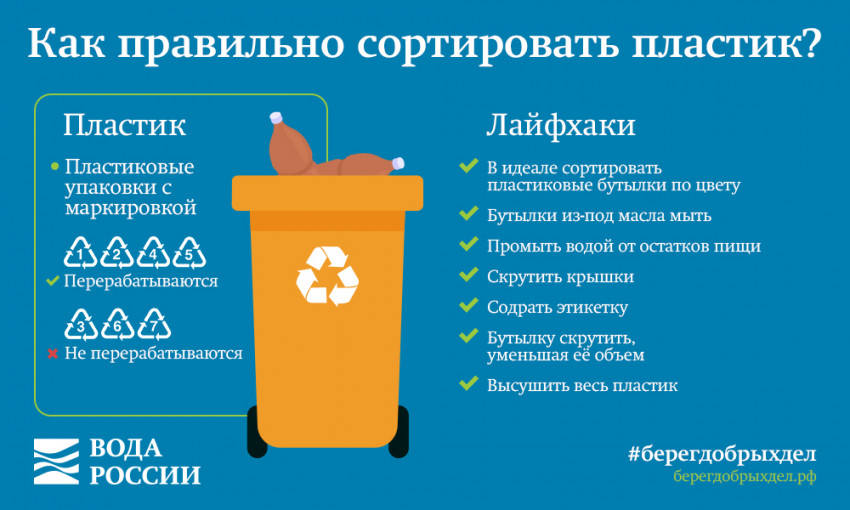 Как правильно сортировать пластик?
Пластик
Пластиковые
упаковки с
маркировкой
1 2 4 5
Перерабатываются
3 6 7
Не перерабатываются
Лайфхаки
В идеале сортировать
пластиковые бутылки по цвету
Бутылки из-под масла мыть
Промыть водой от остатков пищи
Скрутить крышки
Содрать этикетку
Бутылку скрутить,
уменьшая её объем
Высушить весь пластик
ВОДА
РОССИИ
#берегдобрыхдел
берегдобрыхдел.рф